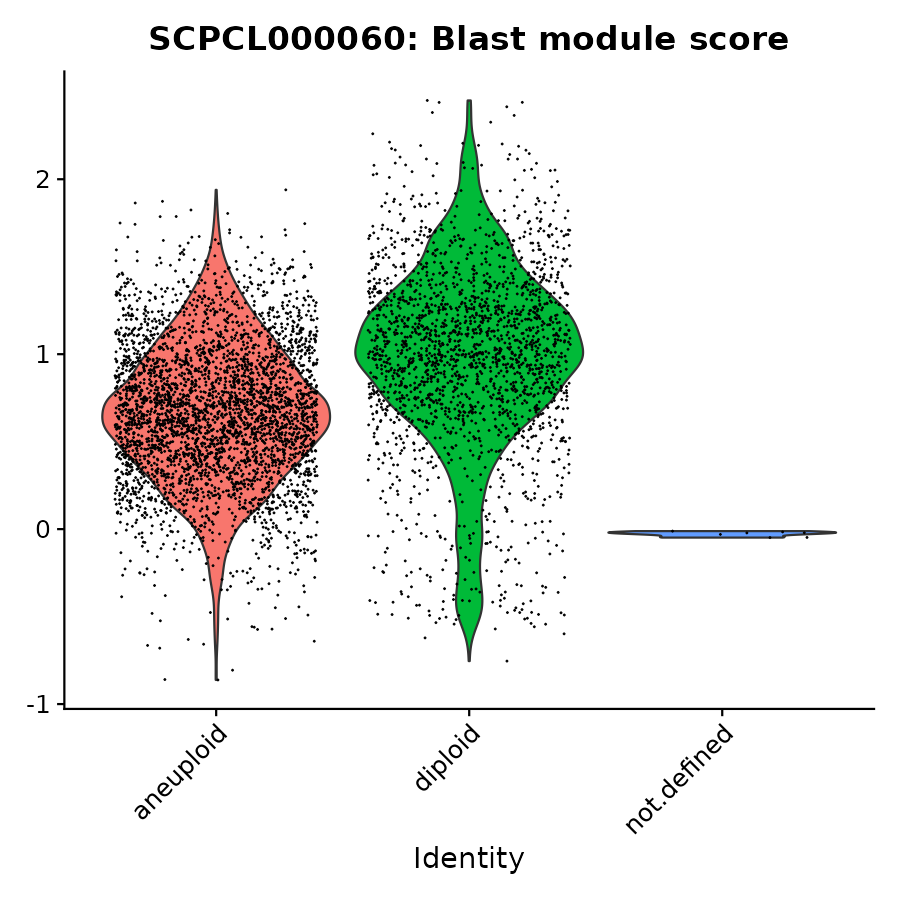 SCPCL000060: Blast module score
2
1
0
-1
aneuploid
diploid
not.defined
Identity